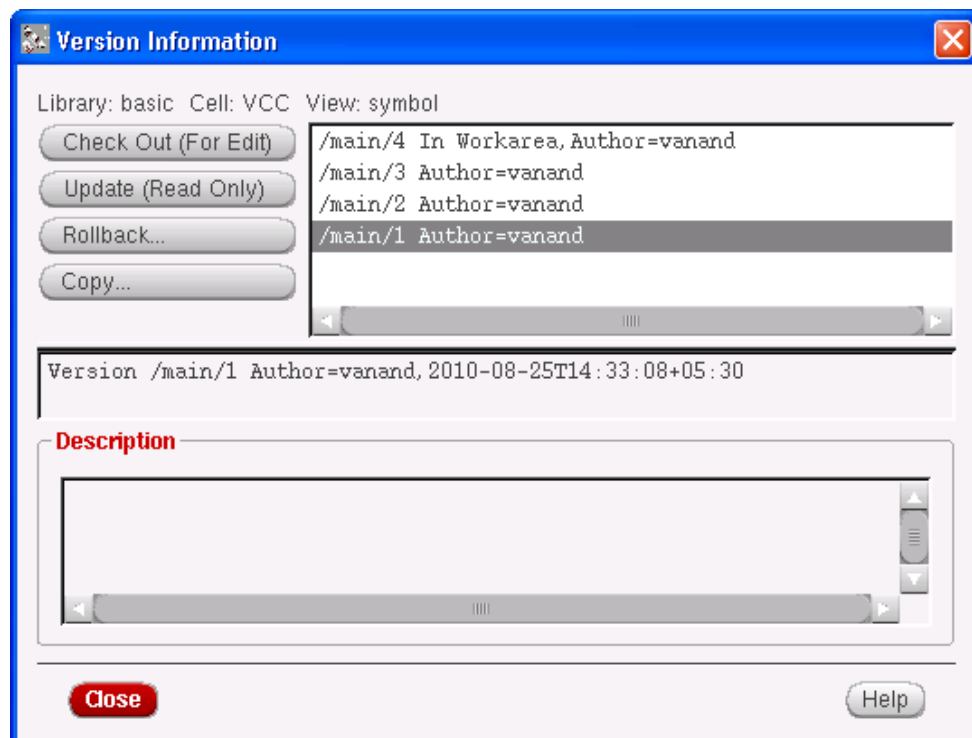 Version Information
Library: basic Cell: VCC View: symbol
Check Out (For Edit)
Update (Read Only)
Rollback...
Copy...
/main/4 In Workarea, Author=vanand
/main/3 Author=vanand
/main/2 Author=vanand
/main/1 Author=vanand
Version /main/1 Author=vanand, 2010-08-25T14:33:08+05:30
Description
Close
Help